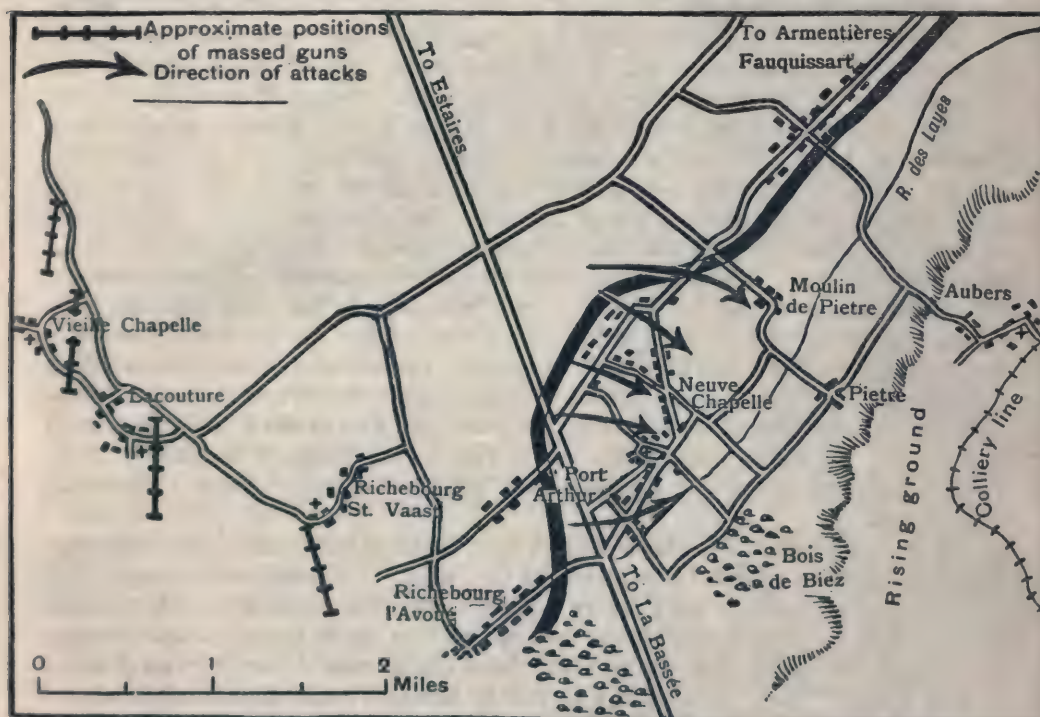 Approximate positions
of massed guns
Direction of attacks
To Estaires
To Armentières
Fauquissart
R. des Layes
Vieille Chapelle
Lacouture
Moulin
de Pietre
Aubers
Neuve
Chapelle
Pietre
Port
Arthur
Richebourg
St. Vaast
Richebourg
l'Avoué
Bois
de Biez
Rising ground
Colliery line
To La Bassée
0 1 2
Miles